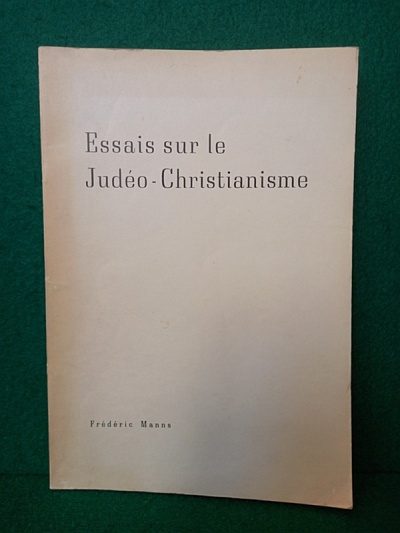 Essais sur le
Judéo-Christianisme
Frédéric Manns